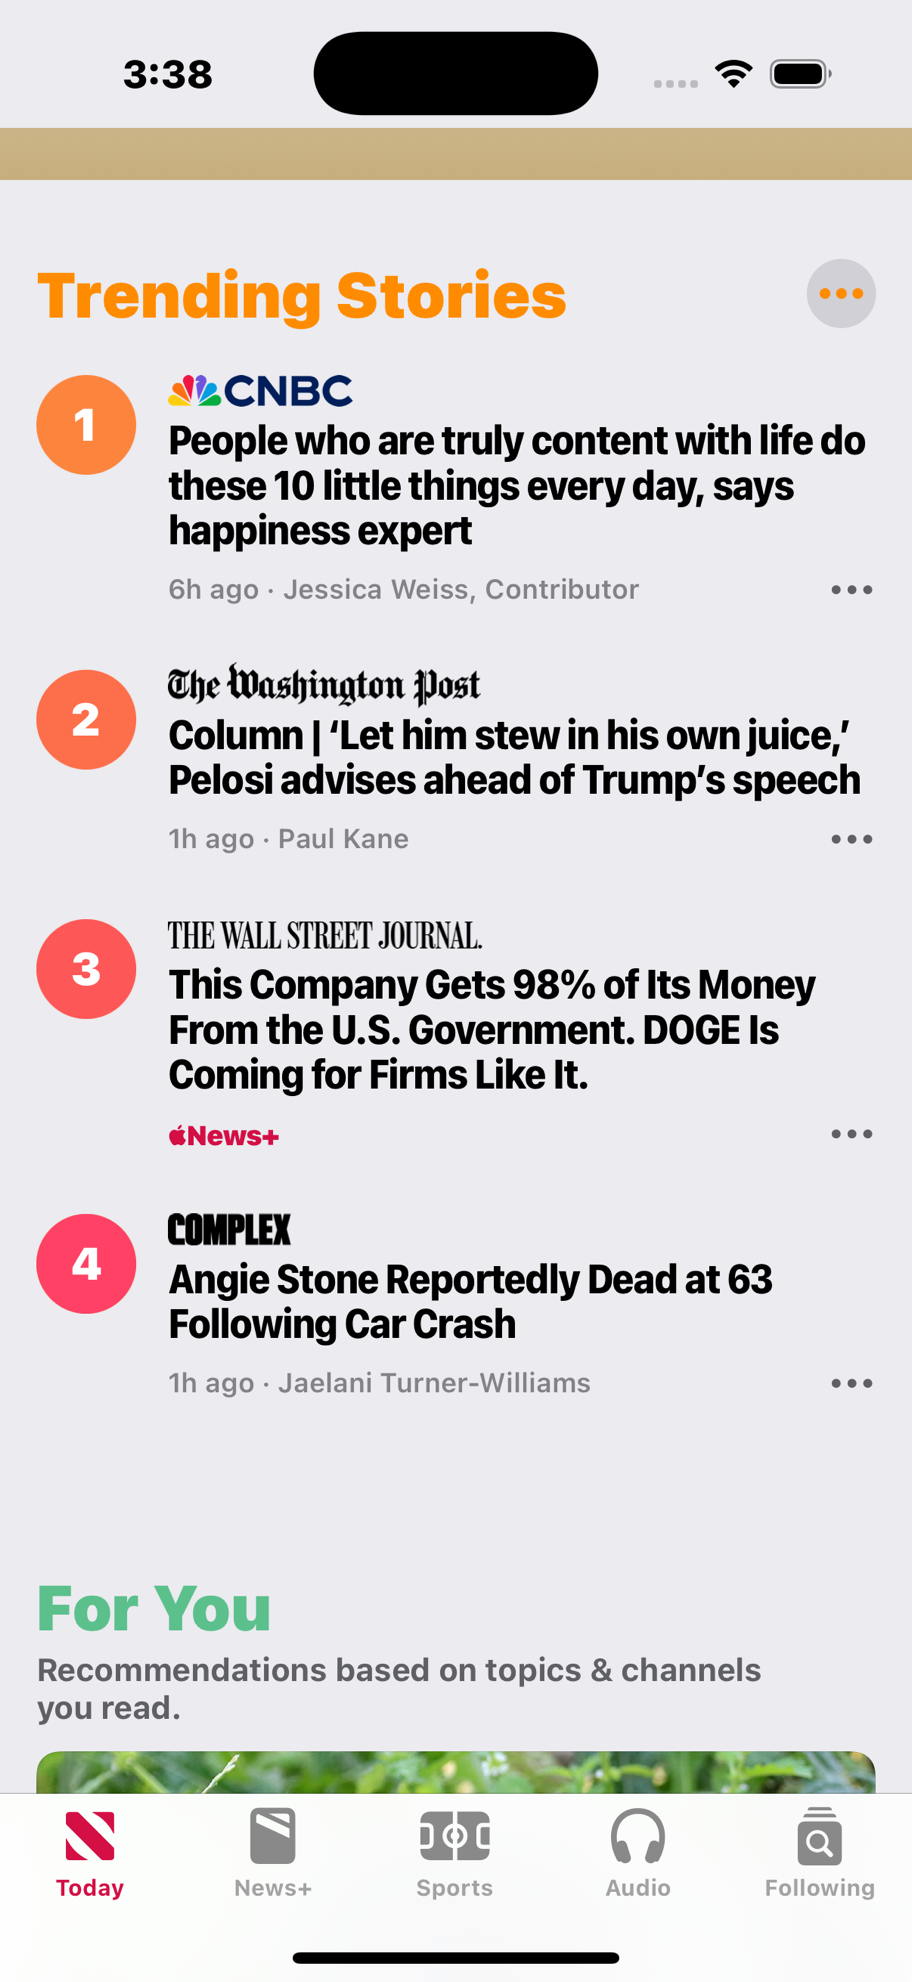 3:38
Trending Stories
1
CNBC
People who are truly content with life do
these 10 little things every day, says
happiness expert
6h ago · Jessica Weiss, Contributor
2
The Washington Post
Column | ‘Let him stew in his own juice,’
Pelosi advises ahead of Trump’s speech
1h ago · Paul Kane
3
THE WALL STREET JOURNAL.
This Company Gets 98% of Its Money
From the U.S. Government. DOGE Is
Coming for Firms Like It.
News+
4
COMPLEX
Angie Stone Reportedly Dead at 63
Following Car Crash
1h ago · Jaelani Turner-Williams
For You
Recommendations based on topics & channels
you read.
Today
News+
Sports
Audio
Following